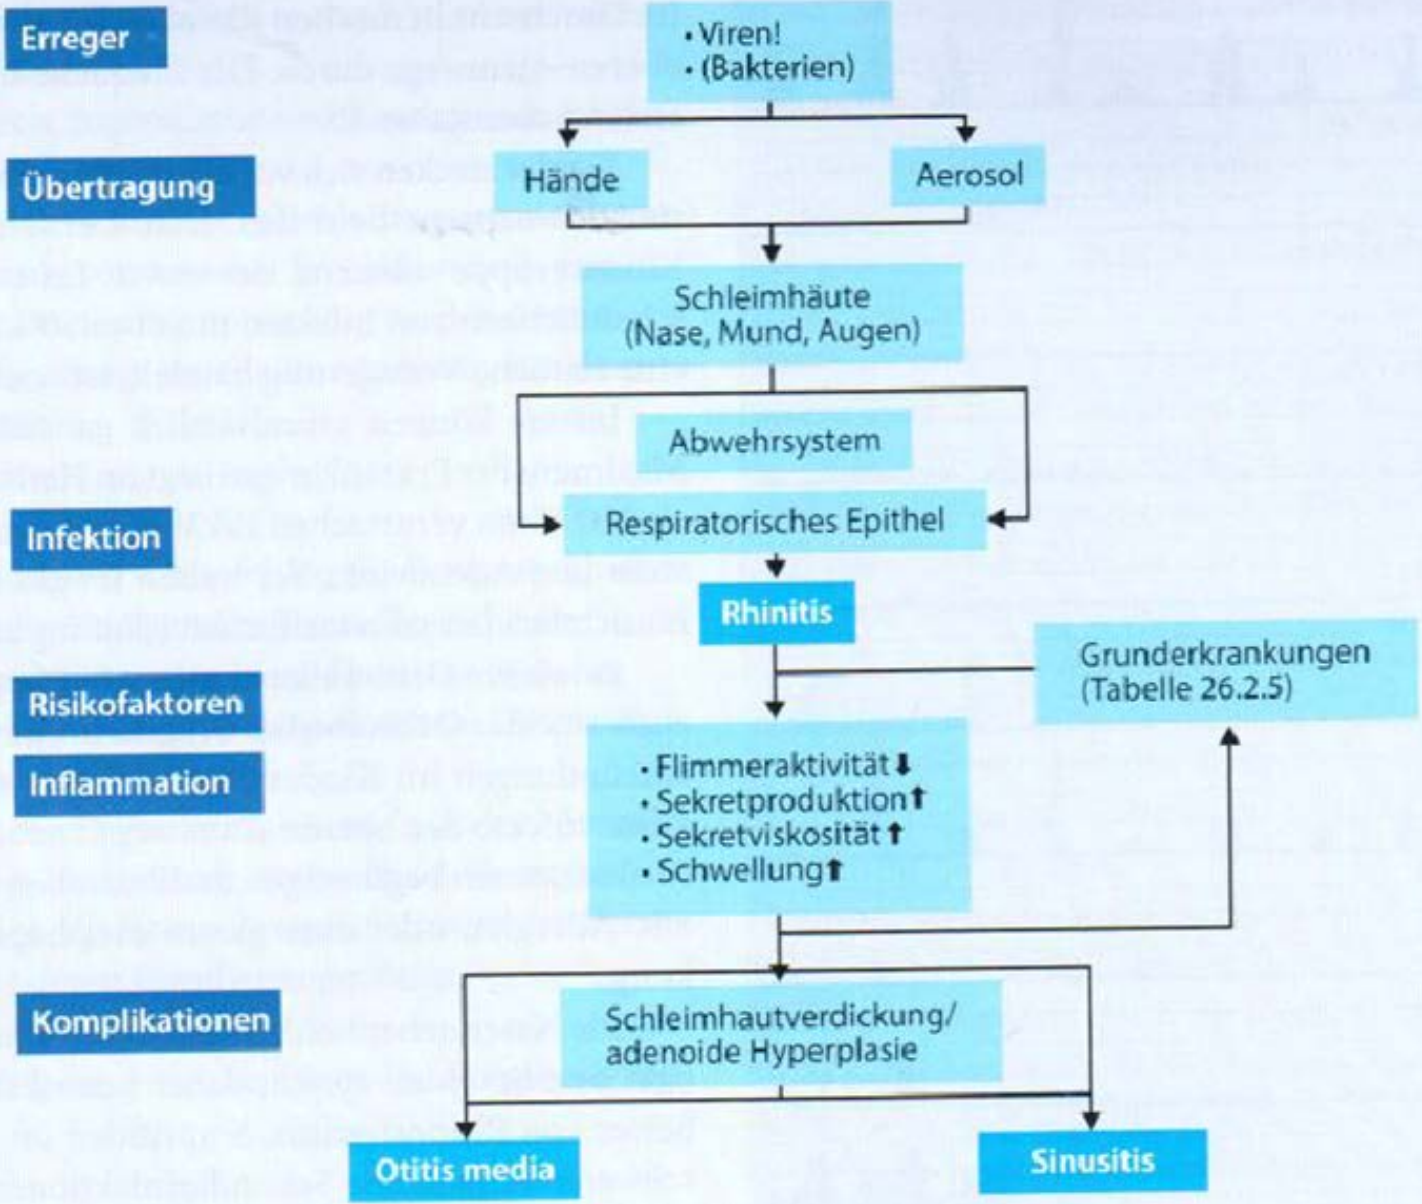 Erreger
• Viren!
• (Bakterien)
Übertragung
Hände
Aerosol
Schleimhäute
(Nase, Mund, Augen)
Abwehrsystem
Infektion
Respiratorisches Epithel
Rhinitis
Grunderkrankungen
(Tabelle 26.2.5)
Risikofaktoren
Inflammation
• Flimmeraktivität⬇
• Sekretproduktion⬆
• Sekretviskosität⬆
• Schwellung⬆
Komplikationen
Schleimhautverdickung/
adenoide Hyperplasie
Otitis media
Sinusitis